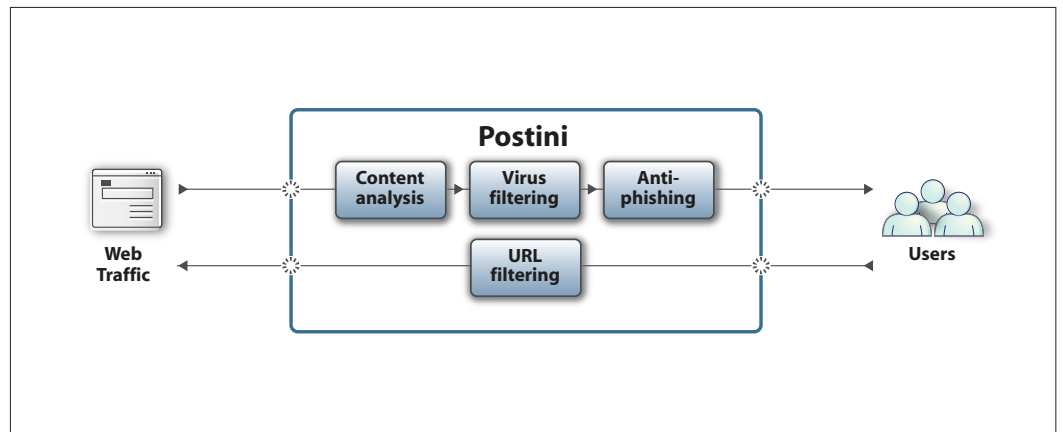 Postini
Content
analysis
Virus
filtering
Anti-
phishing
Web
Traffic
URL
filtering
Users